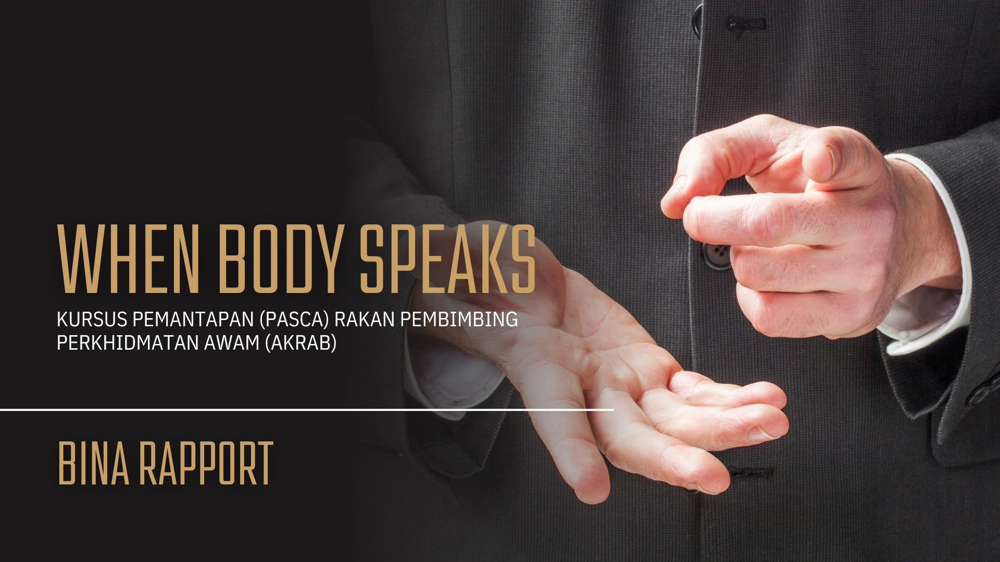 WHEN BODY SPEAKS
KURSUS PEMANTAPAN (PASCA) RAKAN PEMBIMBING
PERKHIDMATAN AWAM (AKRAB)
BINA RAPPORT